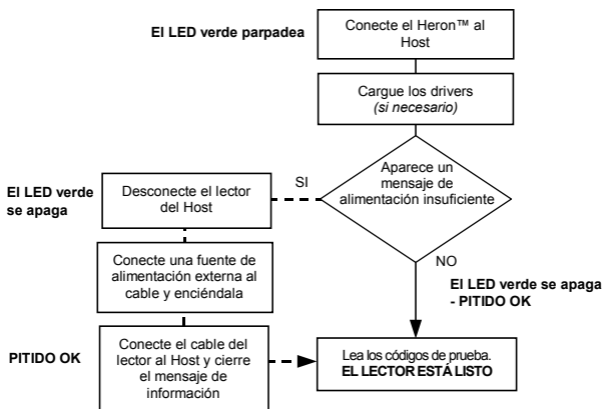 El LED verde parpadea
Conecte el Heron™ al
Host
Cargue los drivers
(si necesario)
Aparece un
mensaje de
alimentación insuficiente
SI
NO
El LED verde
se apaga
Desconecte el lector
del Host
Conecte una fuente de
alimentación externa al
cable y enciéndala
El LED verde se apaga
- PITIDO OK
PITIDO OK
Conecte el cable del
lector al Host y cierre
el mensaje de
información
Lea los códigos de prueba.
EL LECTOR ESTÁ LISTO